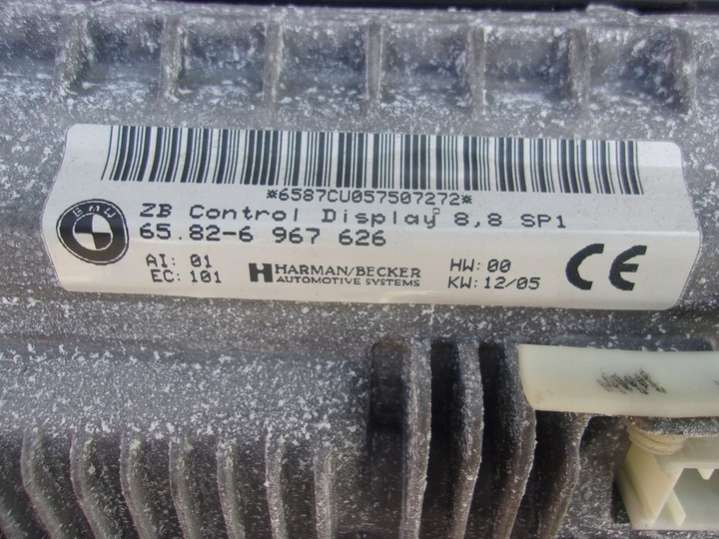 *6587CU057507272*
BMW
ZB Control Display 8,8 SP1
65.82-6 967 626
AI: 01
EC: 101
HARMAN/BECKER
AUTOMOTIVE SYSTEMS
HW: 00
KW: 12/05
CE